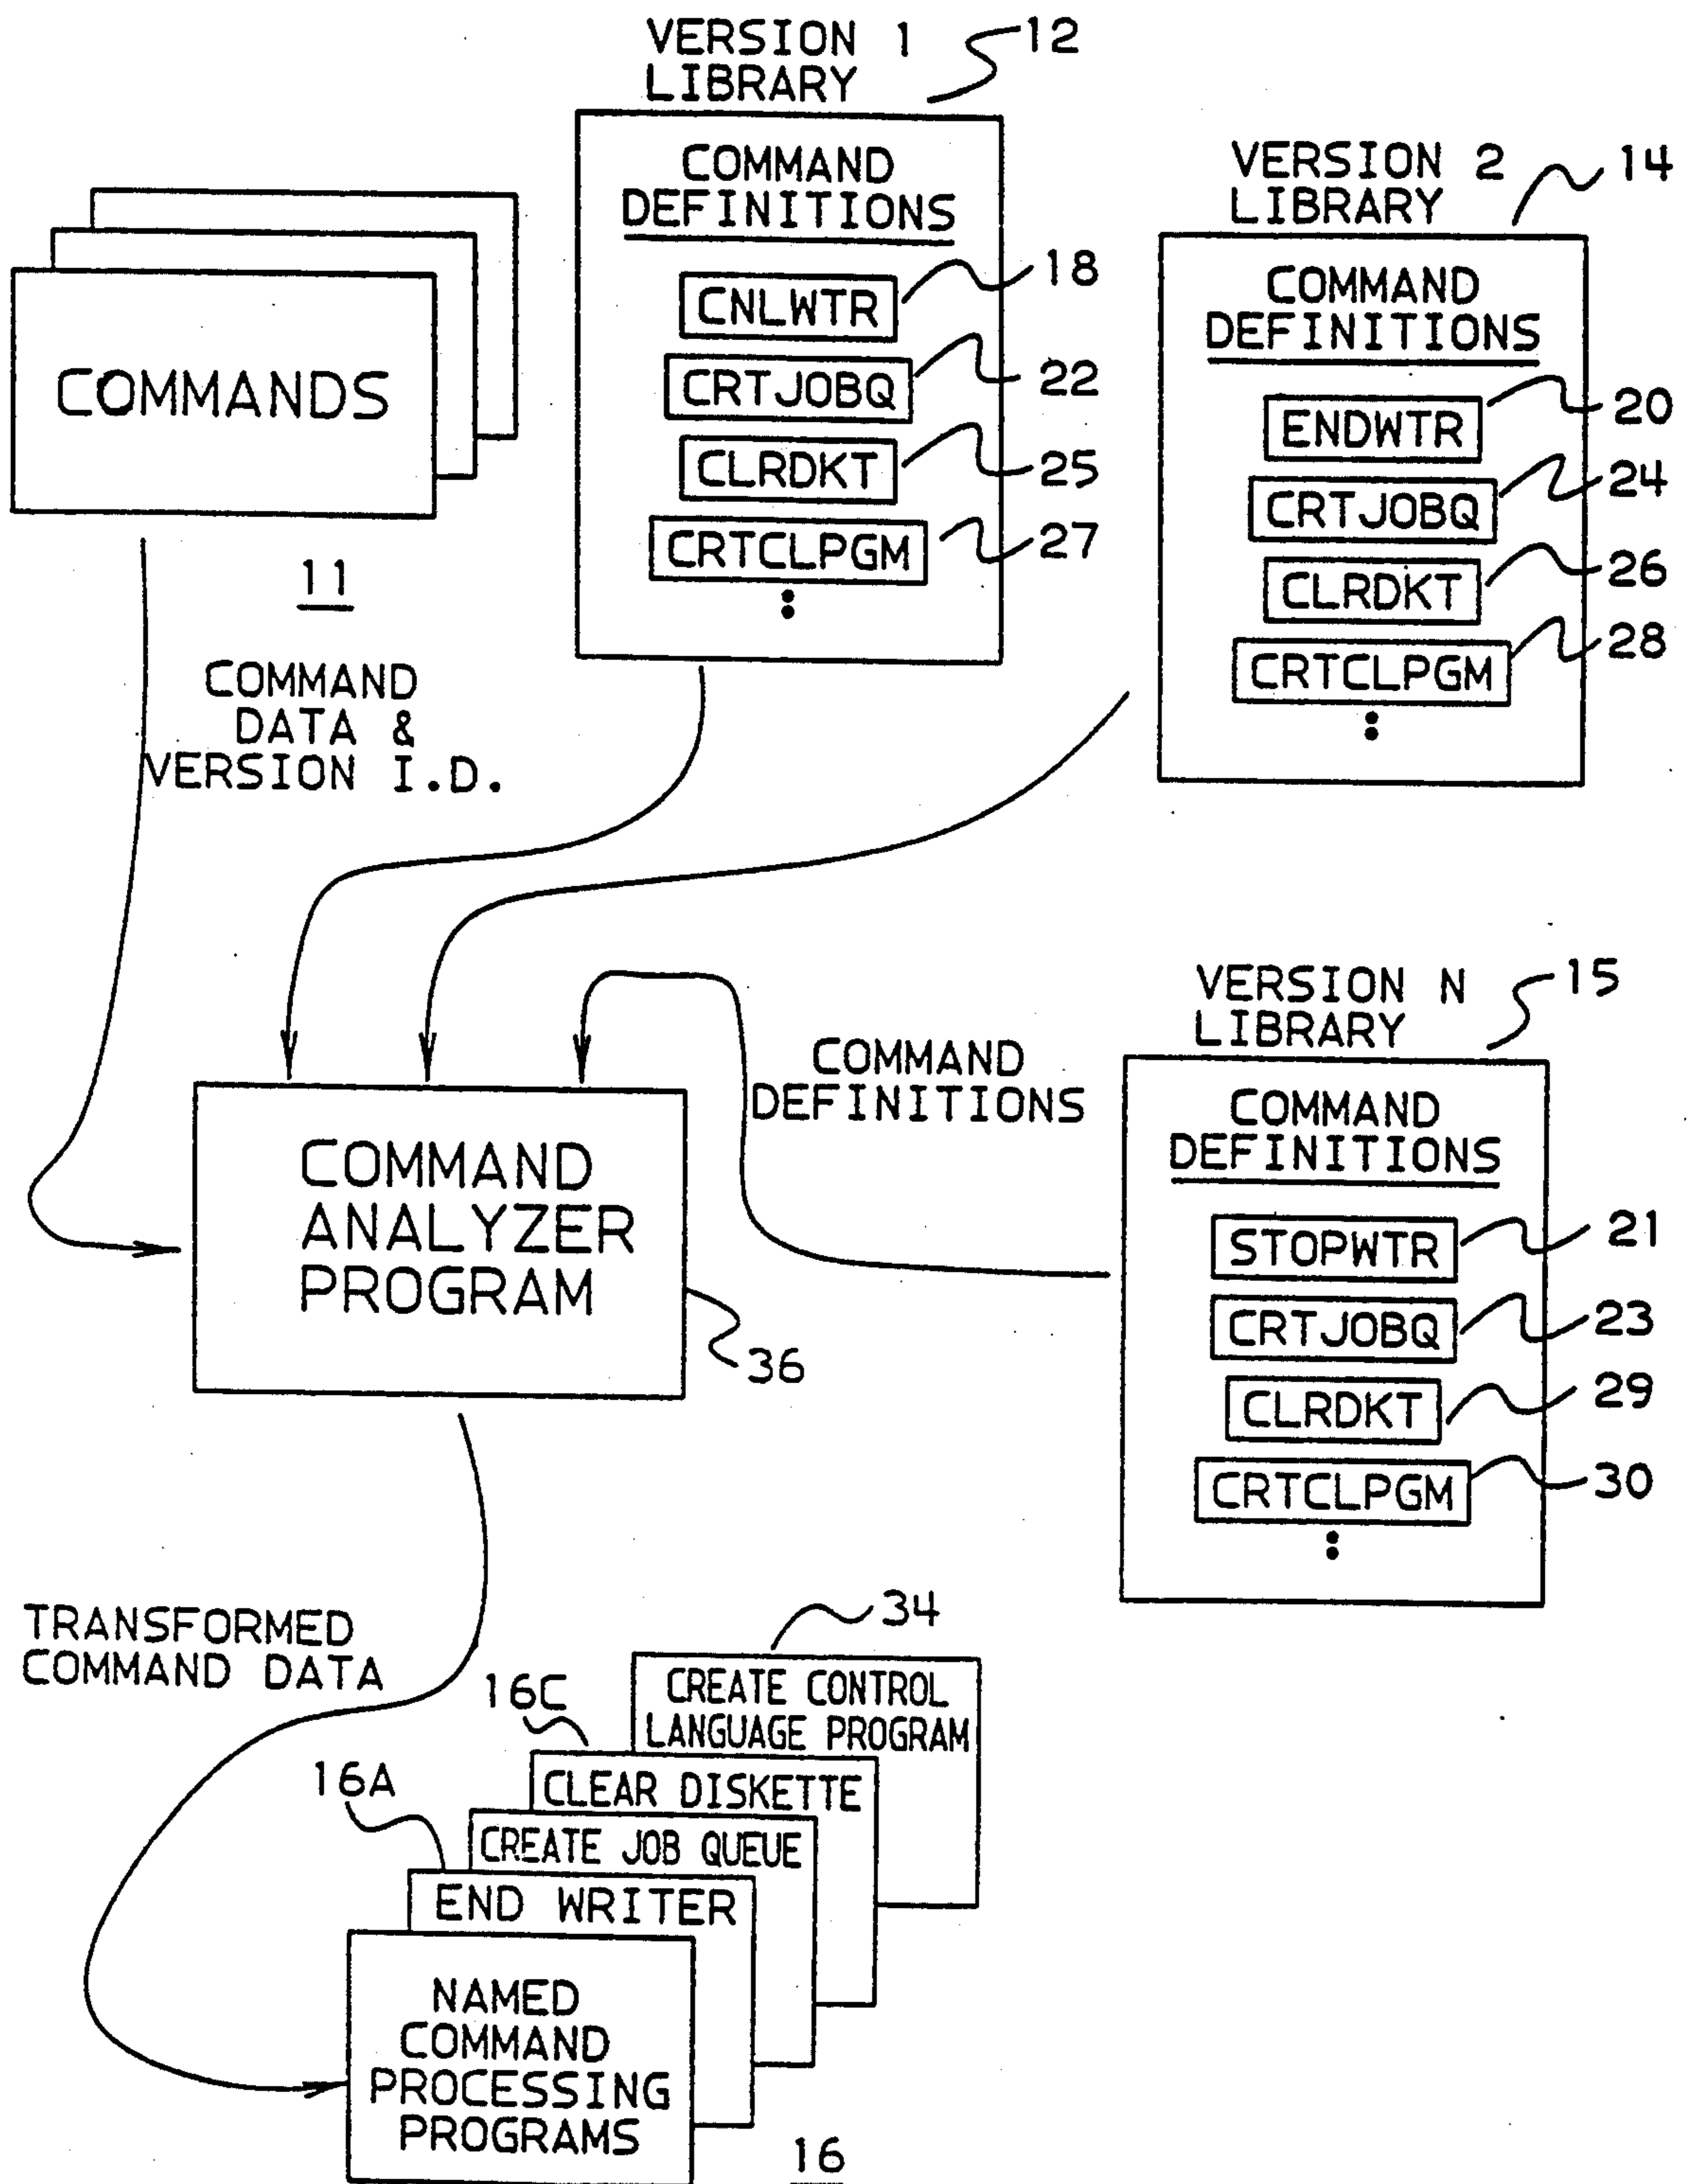 VERSION 1
LIBRARY
12
COMMAND
DEFINITIONS
CNLWTR
18
CRTJOBQ
22
CLRDKT
25
CRTCLPGM
27
VERSION 2
LIBRARY
14
COMMAND
DEFINITIONS
ENDWTR
20
CRTJOBQ
24
CLRDKT
26
CRTCLPGM
28
COMMANDS
11
COMMAND
DATA &
VERSION I.D.
VERSION N
LIBRARY
15
COMMAND
DEFINITIONS
STOPWTR
21
CRTJOBQ
23
CLRDKT
29
CRTCLPGM
30
COMMAND
DEFINITIONS
COMMAND
ANALYZER
PROGRAM
36
TRANSFORMED
COMMAND DATA
34
CREATE CONTROL
LANGUAGE PROGRAM
16C
CLEAR DISKETTE
CREATE JOB QUEUE
16A
END WRITER
NAMED
COMMAND
PROCESSING
PROGRAMS
16